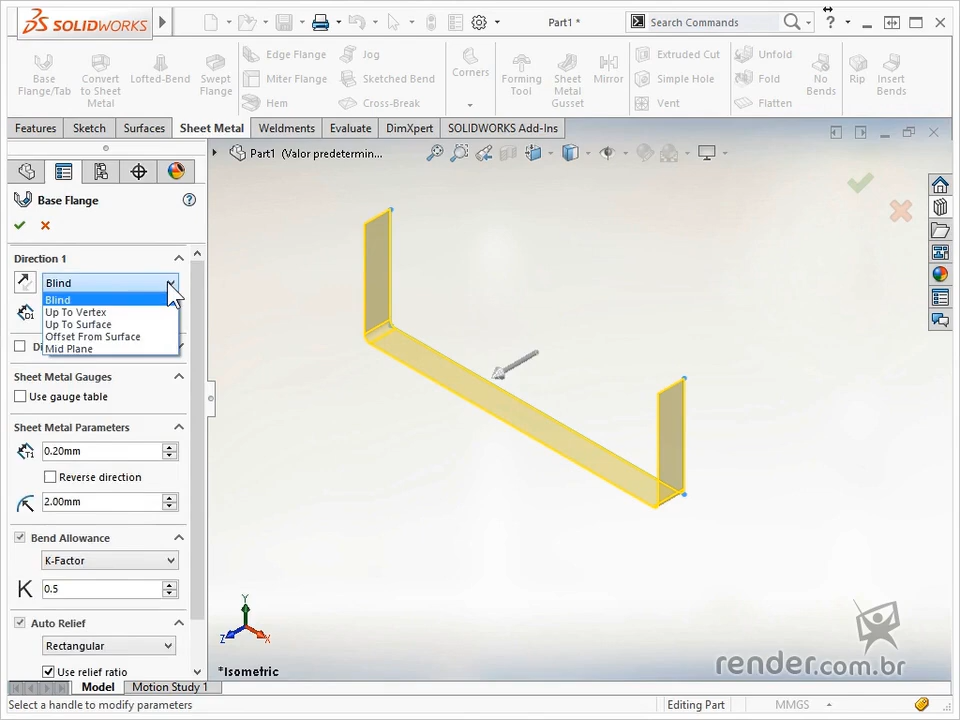 SOLIDWORKS
Part1 *
Search Commands
?
Base Flange/Tab
Convert to Sheet Metal
Lofted-Bend
Swept Flange
Edge Flange
Miter Flange
Hem
Jog
Sketched Bend
Cross-Break
Corners
Forming Tool
Sheet Metal Gusset
Mirror
Extruded Cut
Simple Hole
Vent
Unfold
Fold
Flatten
No Bends
Rip
Insert Bends
Features
Sketch
Surfaces
Sheet Metal
Weldments
Evaluate
DimXpert
SOLIDWORKS Add-Ins
Part1 (Valor predetermin...
Base Flange
Direction 1
Blind
Blind
Up To Vertex
Up To Surface
Offset From Surface
Mid Plane
Sheet Metal Gauges
Use gauge table
Sheet Metal Parameters
0.20mm
Reverse direction
2.00mm
Bend Allowance
K-Factor
K
0.5
Auto Relief
Rectangular
Use relief ratio
Y
Z
X
*Isometric
render.com.br
Model
Motion Study 1
Select a handle to modify parameters
Editing Part
MMGS